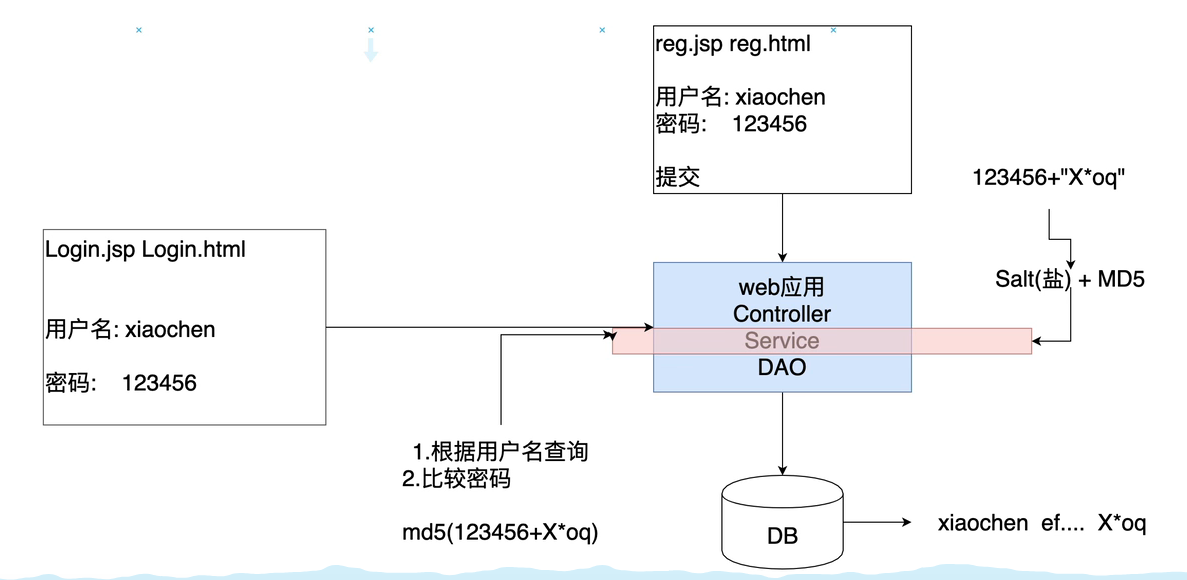 reg.jsp reg.html
用户名: xiaochen
密码: 123456
提交
123456+"X*oq"
Salt(盐) + MD5
Login.jsp Login.html
用户名: xiaochen
密码: 123456
web应用
Controller
Service
DAO
1.根据用户名查询
2.比较密码
md5(123456+X*oq)
DB
xiaochen ef.... X*oq